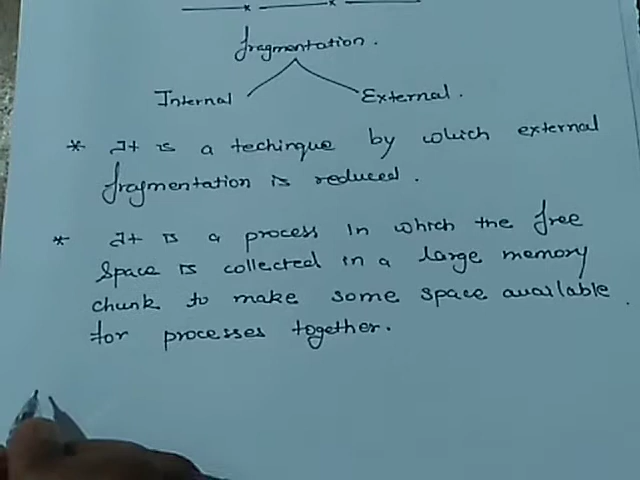 fragmentation.
Internal External.
* It is a techinque by which external
fragmentation is reduced.
* It is a process in which the free
space is collected in a large memory
chunk to make some space available
for processes together.